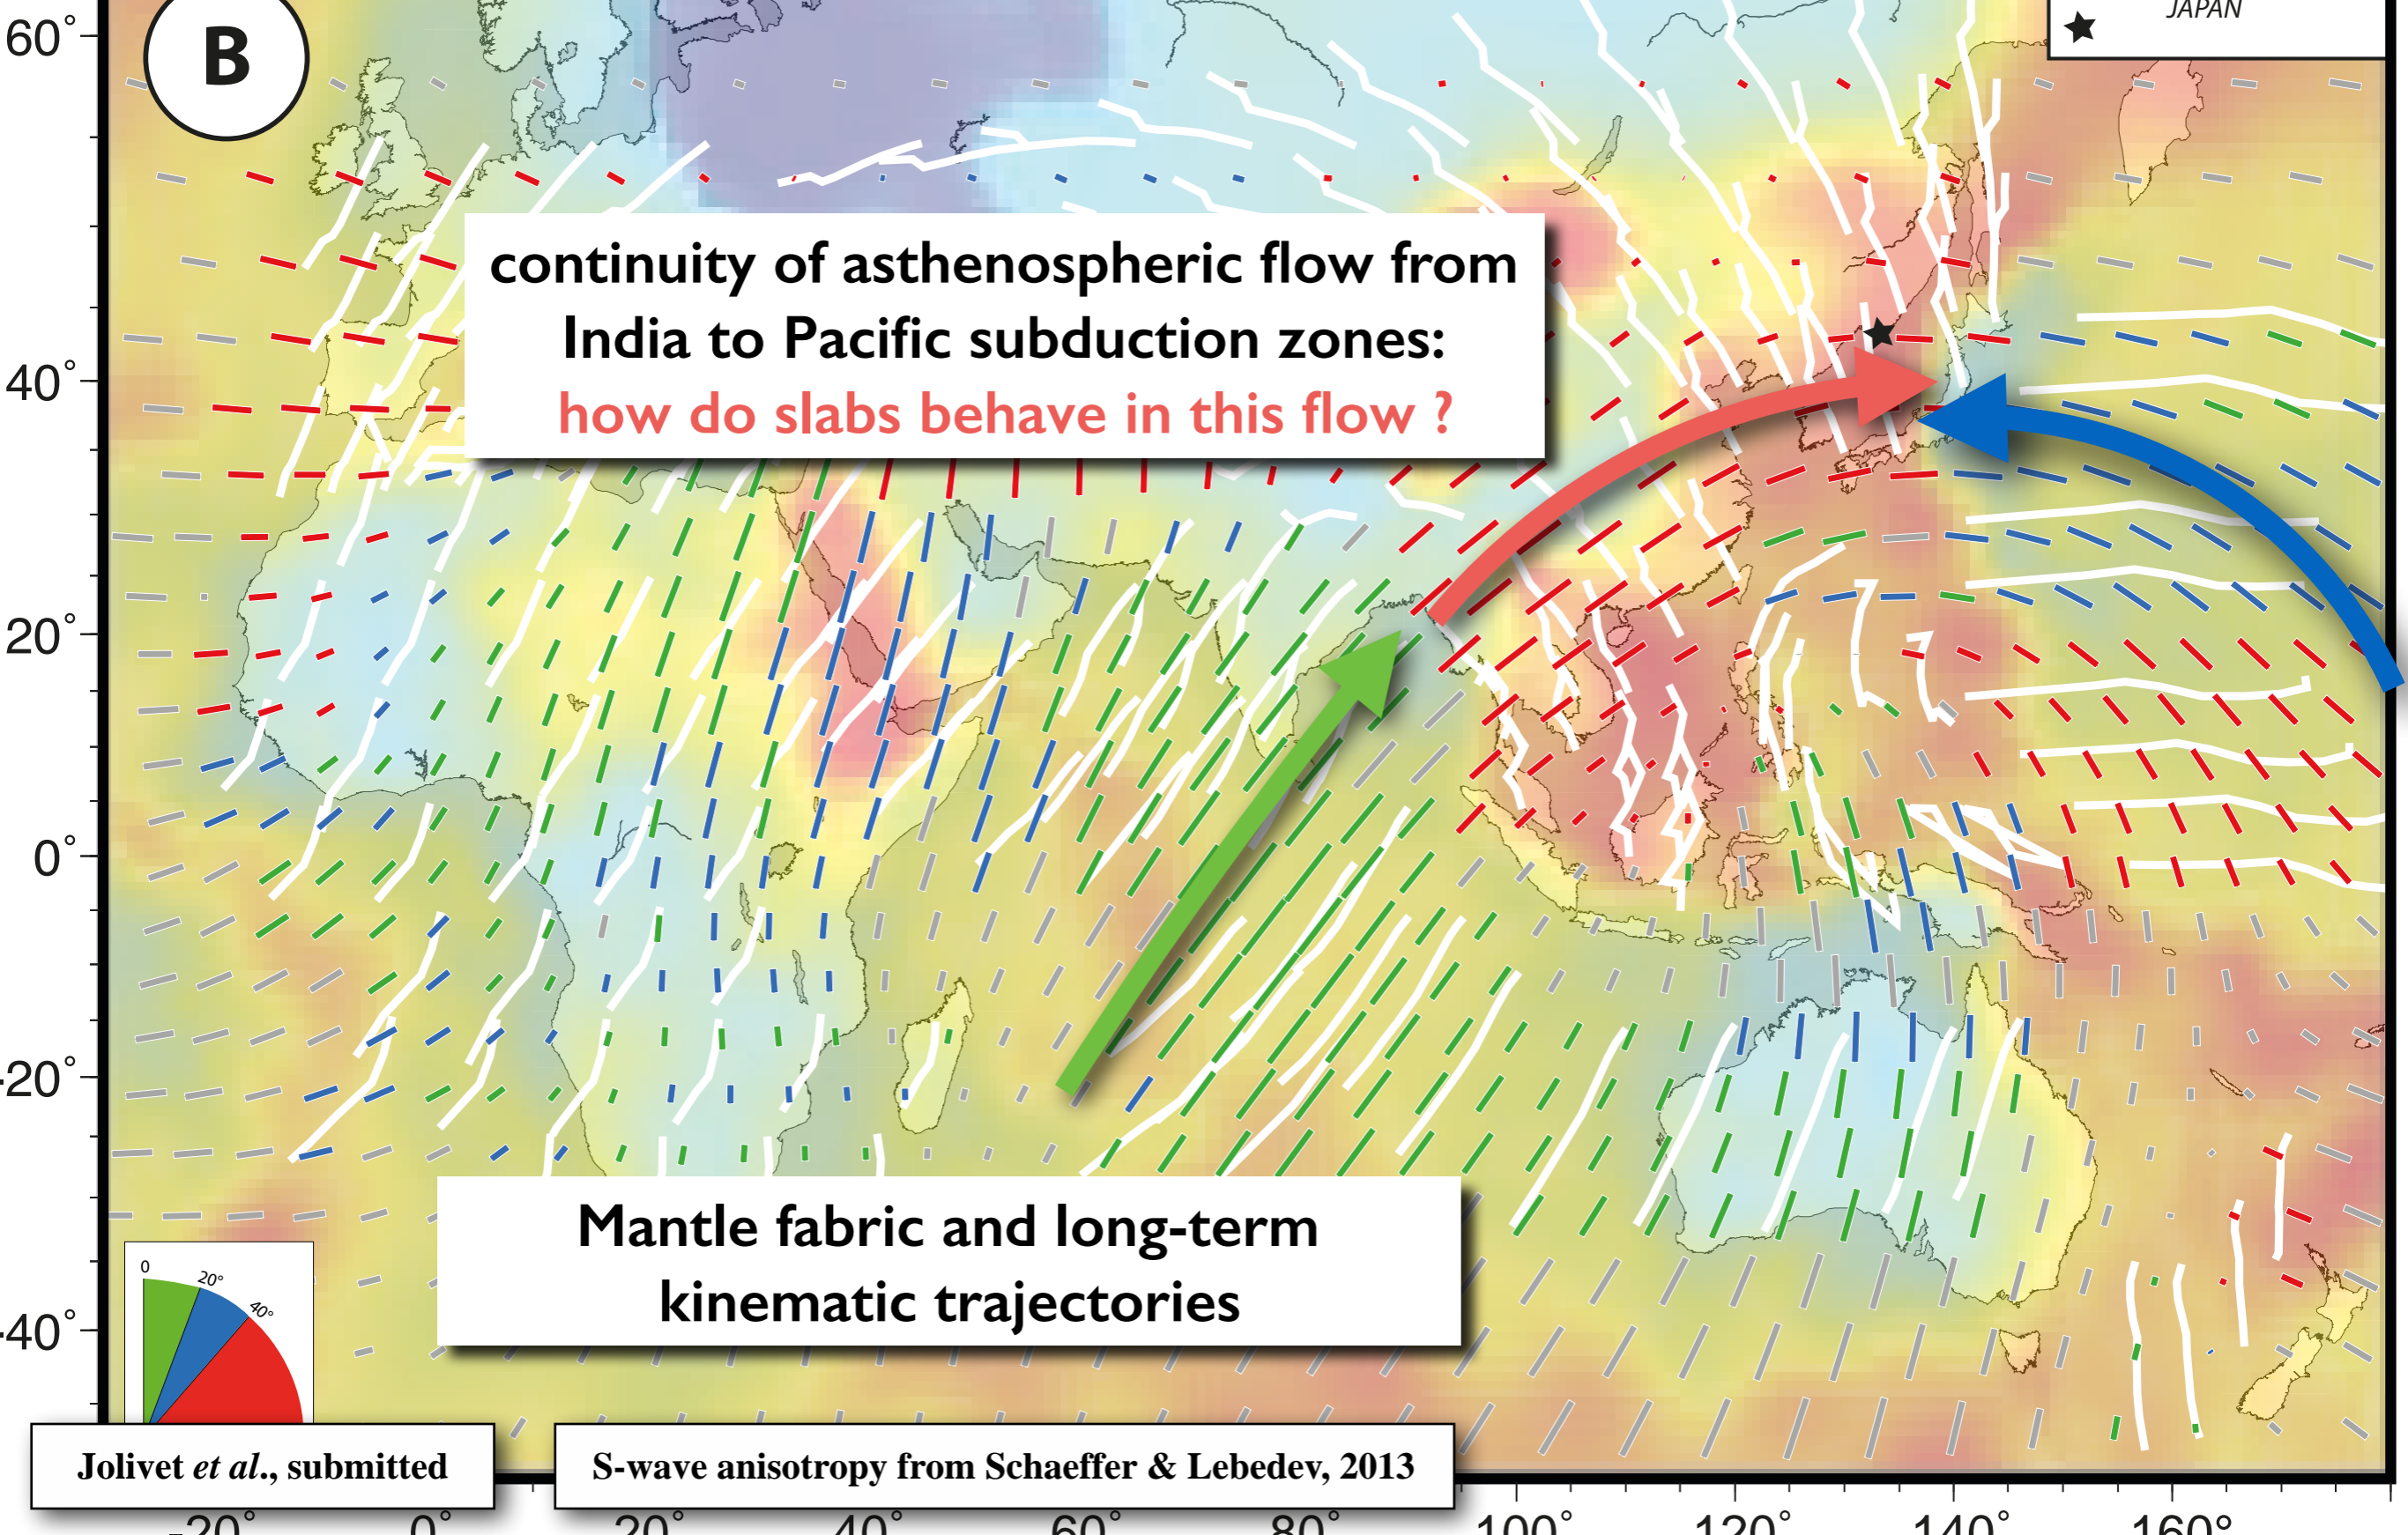 60°
B
JAPAN
continuity of asthenospheric flow from
India to Pacific subduction zones:
how do slabs behave in this flow ?
40°
20°
0°
-20°
Mantle fabric and long-term
kinematic trajectories
0
20°
40°
-40°
Jolivet et al., submitted
S-wave anisotropy from Schaeffer & Lebedev, 2013
-20° 0° 20° 40° 60° 80° 100° 120° 140° 160°